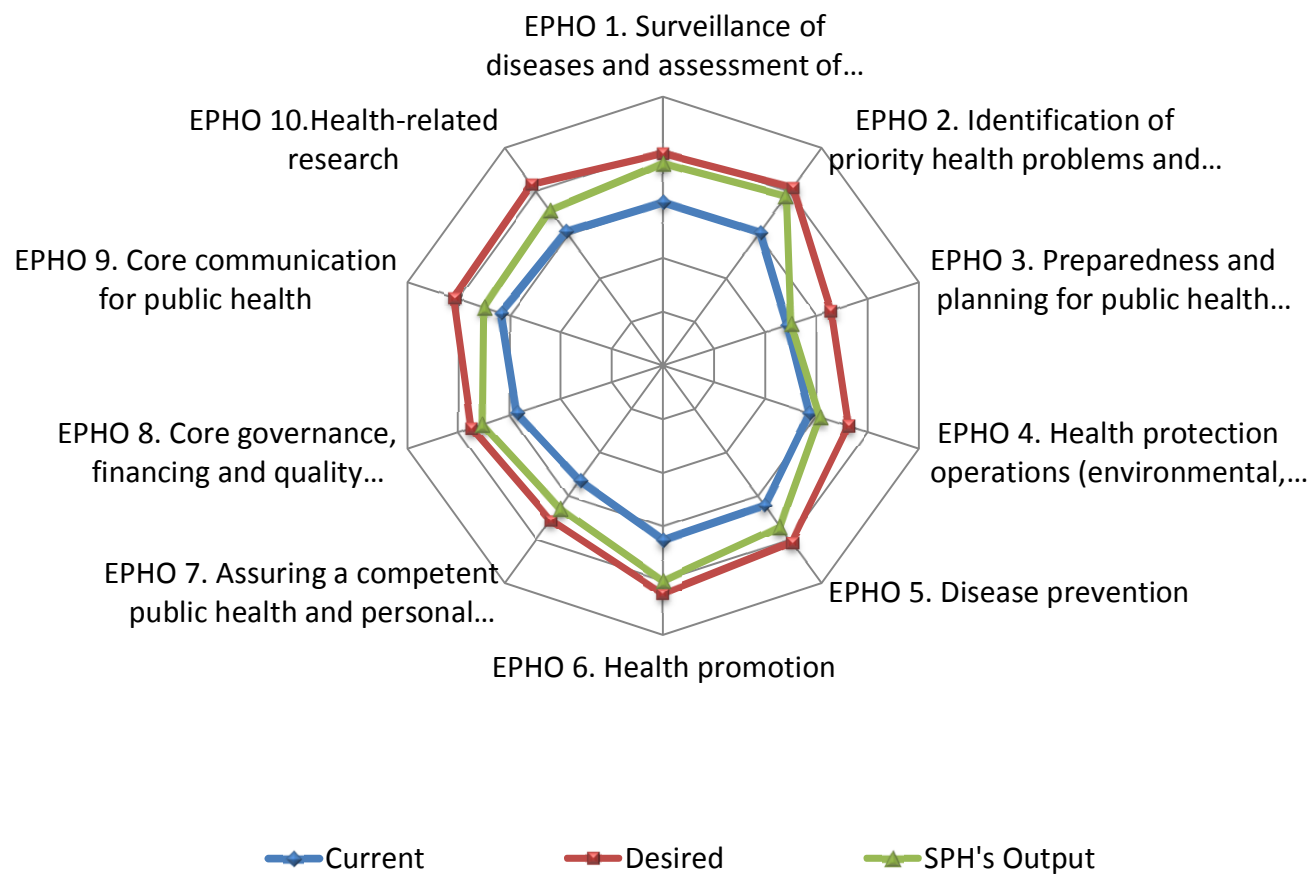 EPHO 1. Surveillance of
diseases and assessment of…
EPHO 2. Identification of
priority health problems and…
EPHO 3. Preparedness and
planning for public health…
EPHO 4. Health protection
operations (environmental,…
EPHO 5. Disease prevention
EPHO 6. Health promotion
EPHO 7. Assuring a competent
public health and personal…
EPHO 8. Core governance,
financing and quality…
EPHO 9. Core communication
for public health
EPHO 10.Health-related
research
Current
Desired
SPH's Output